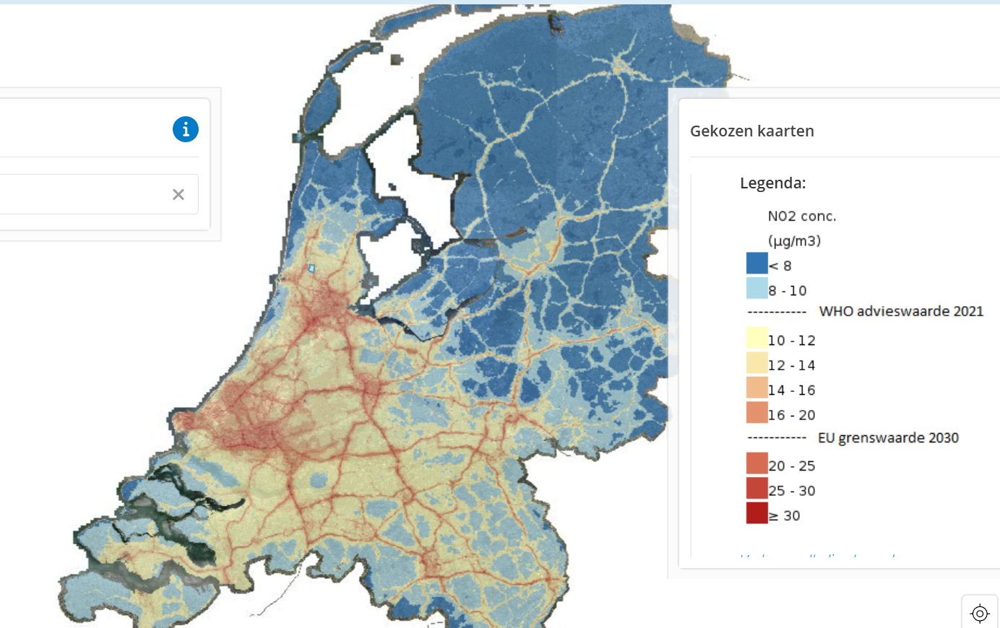 Gekozen kaarten
Legenda:
NO2 conc.
(µg/m3)
< 8
8 - 10
----------- WHO advieswaarde 2021
10 - 12
12 - 14
14 - 16
16 - 20
----------- EU grenswaarde 2030
20 - 25
25 - 30
≥ 30